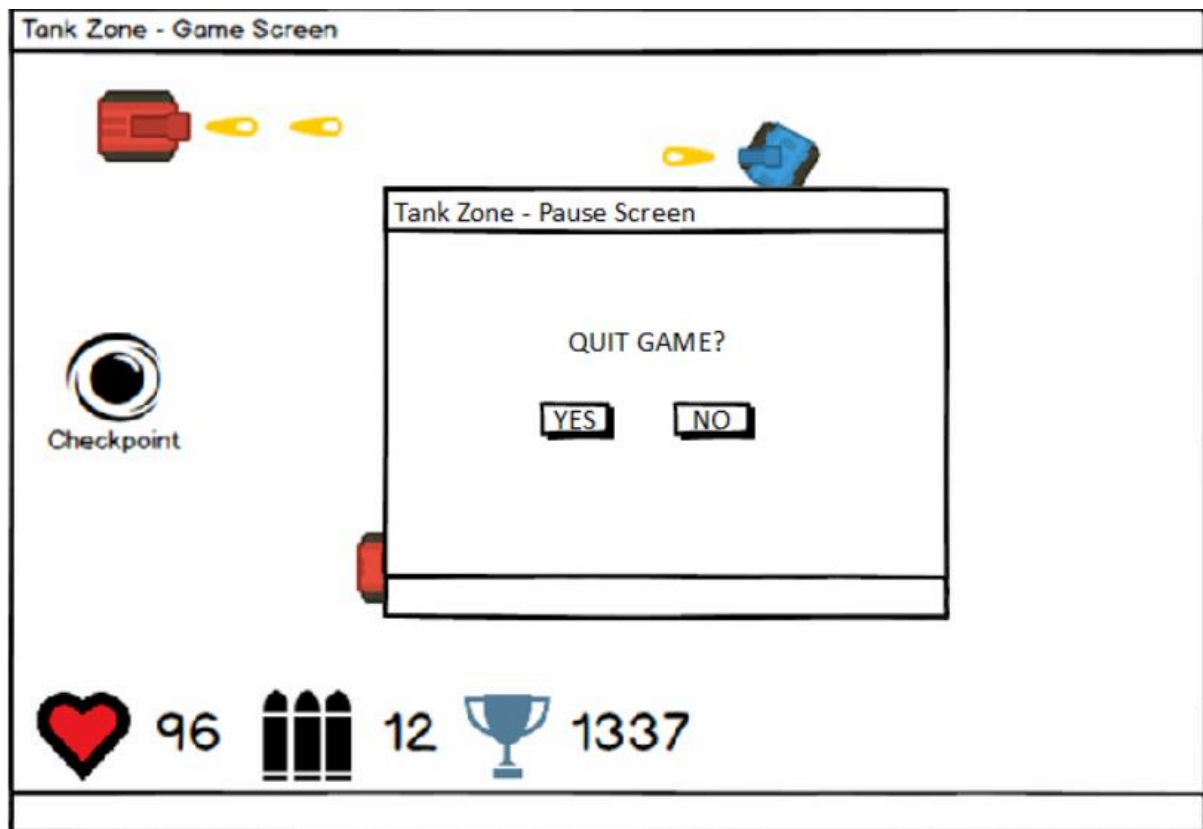 Tank Zone - Game Screen
Tank Zone - Pause Screen
QUIT GAME?
YES NO
Checkpoint
96 12 1337